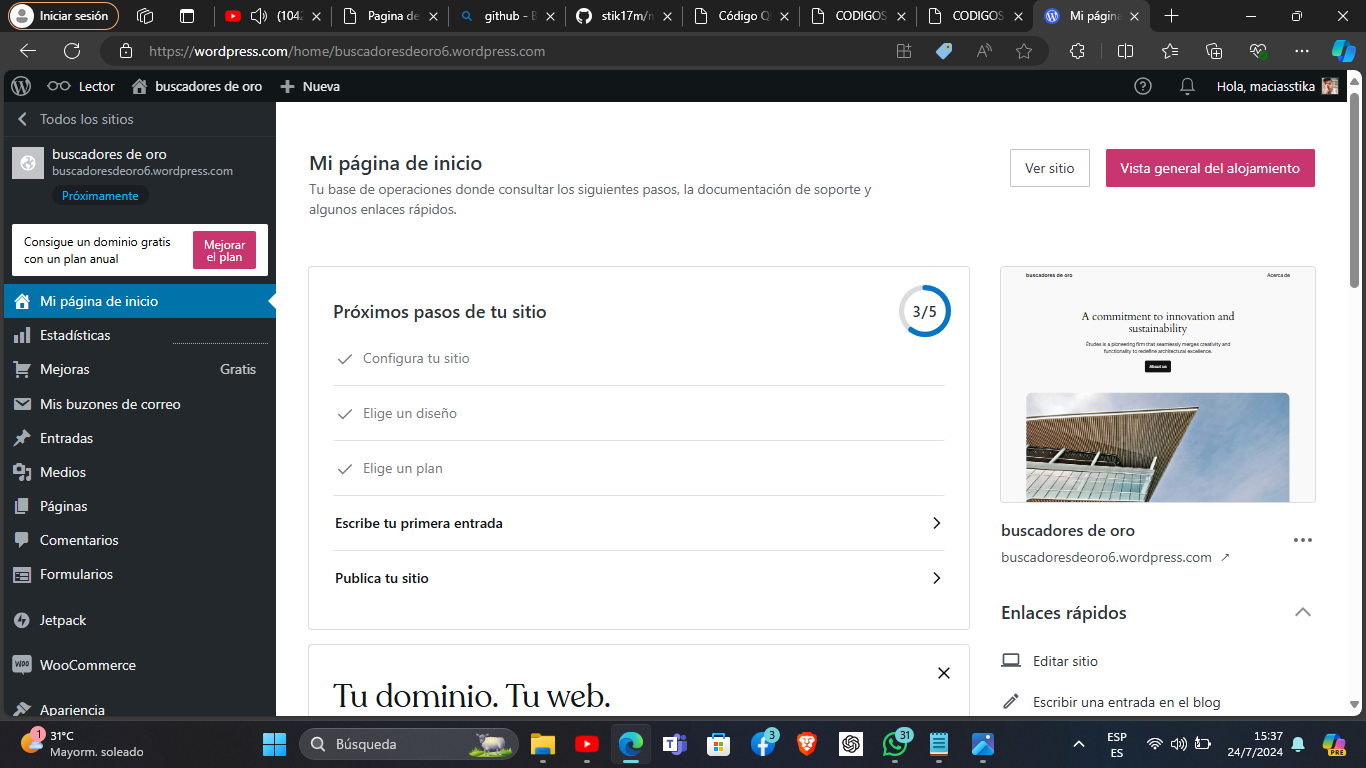 Iniciar sesión
(1042
Pagina de
github - B
stik17m/m
Código Q
CODIGOS
CODIGOS
Mi página
https://wordpress.com/home/buscadoresdeoro6.wordpress.com
Lector
buscadores de oro
Nueva
Hola, maciasstika
Todos los sitios
buscadores de oro
buscadoresdeoro6.wordpress.com
Próximamente
Consigue un dominio gratis
con un plan anual
Mejorar
el plan
Mi página de inicio
Estadísticas
Mejoras
Gratis
Mis buzones de correo
Entradas
Medios
Páginas
Comentarios
Formularios
Jetpack
WooCommerce
Apariencia
Mi página de inicio
Tu base de operaciones donde consultar los siguientes pasos, la documentación de soporte y
algunos enlaces rápidos.
Ver sitio
Vista general del alojamiento
Próximos pasos de tu sitio
3/5
Configura tu sitio
Elige un diseño
Elige un plan
Escribe tu primera entrada
Publica tu sitio
Tu dominio. Tu web.
buscadores de oro
Acerca de
A commitment to innovation and
sustainability
Études is a pioneering firm that seamlessly merges creativity and
functionality to redefine architectural excellence.
About us
buscadores de oro
buscadoresdeoro6.wordpress.com ↗
Enlaces rápidos
Editar sitio
Escribir una entrada en el blog
1
31°C
Mayorm. soleado
Búsqueda
3
31
ESP
ES
15:37
24/7/2024
PRE